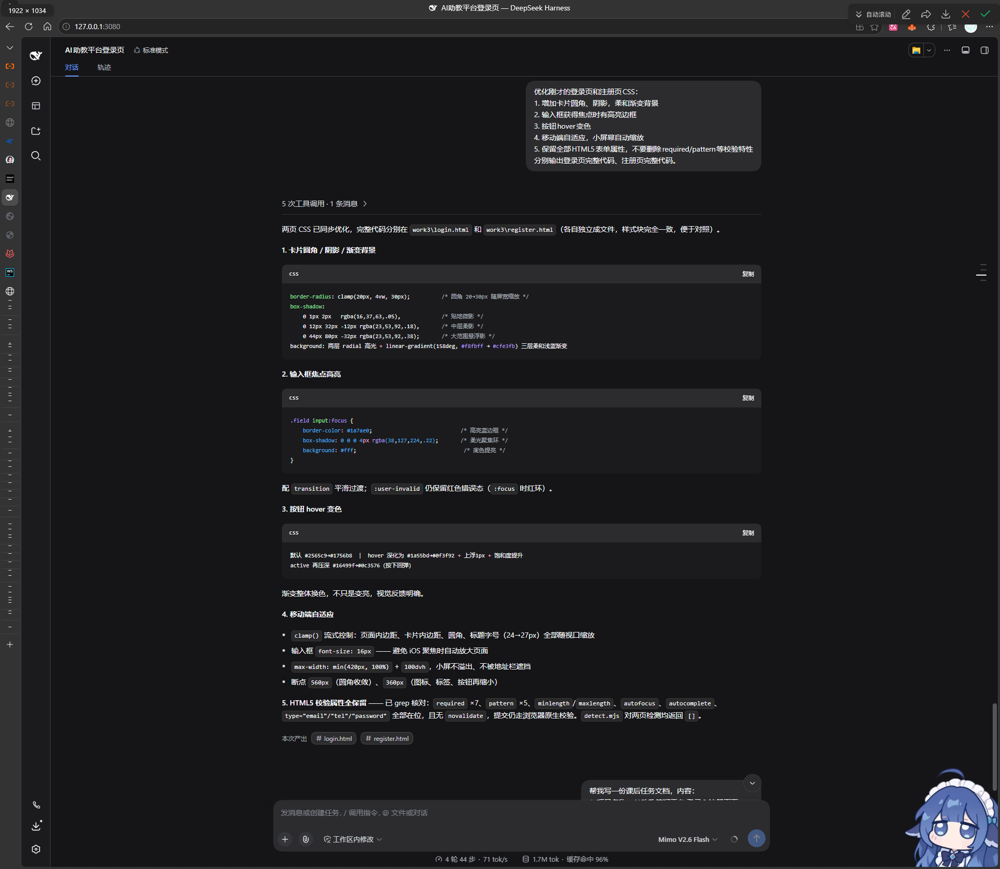 1922 × 1034
AI助教平台登录页 — DeepSeek Harness
自动滚动
127.0.0.1:3080
AI助教平台登录页 标准模式
对话 轨迹
优化刚才的登录页和注册页CSS：
1. 增加卡片圆角、阴影，柔和渐变背景
2. 输入框获得焦点时有高亮边框
3. 按钮hover变色
4. 移动端自适应，小屏幕自动缩放
5. 保留全部HTML5表单属性，不要删除required/pattern等校验特性
分别输出登录页完整代码、注册页完整代码。
5 次工具调用 · 1 条消息
两页 CSS 已同步优化，完整代码分别在 work3\login.html 和 work3\register.html（各自独立成文件，样式块完全一致，便于对照）。
1. 卡片圆角 / 阴影 / 渐变背景
css 复制
border-radius: clamp(20px, 4vw, 30px); /* 圆角 20→30px 随屏宽缩放 */
box-shadow:
0 1px 2px rgba(16,37,63,.05), /* 贴地微影 */
0 12px 32px -12px rgba(23,53,92,.18), /* 中层柔影 */
0 44px 80px -32px rgba(23,53,92,.38); /* 大范围悬浮影 */
background: 两层 radial 高光 + linear-gradient(158deg, #f8fbff → #cfe3fb) 三层柔和浅蓝渐变
2. 输入框焦点高亮
css 复制
.field input:focus {
border-color: #1a7ae0; /* 高亮蓝边框 */
box-shadow: 0 0 0 4px rgba(38,127,224,.22); /* 柔光聚焦环 */
background: #fff; /* 底色提亮 */
}
配 transition 平滑过渡；:user-invalid 仍保留红色错误态（:focus 时红环）。
3. 按钮 hover 变色
css 复制
默认 #2565c9→#1756b8 | hover 深化为 #1a55bd→#0f3f92 + 上浮1px + 饱和度提升
active 再压深 #16499f→#0c3576（按下回弹）
渐变整体换色，不只是变亮，视觉反馈明确。
4. 移动端自适应
• clamp() 流式控制：页面内边距、卡片内边距、圆角、标题字号（24→27px）全部随视口缩放
• 输入框 font-size: 16px —— 避免 iOS 聚焦时自动放大页面
• max-width: min(420px, 100%) + 100dvh，小屏不溢出、不被地址栏遮挡
• 断点 560px（圆角收敛）、360px（图标、标签、按钮再缩小）
5. HTML5 校验属性全保留 —— 已 grep 核对：required ×7、pattern ×5、minlength/maxlength、autofocus、autocomplete、
type="email"/"tel"/"password" 全部在位，且无 novalidate，提交仍走浏览器原生校验。detect.mjs 对两页检测均返回 []。
本次产出 # login.html # register.html
帮我写一份课后任务文档，内容：
发消息或创建任务，/ 调用指令，@ 文件或对话
工作区内修改 Mimo V2.6 Flash
4 轮 44 步 · 71 tok/s 1.7M tok · 缓存命中 96%